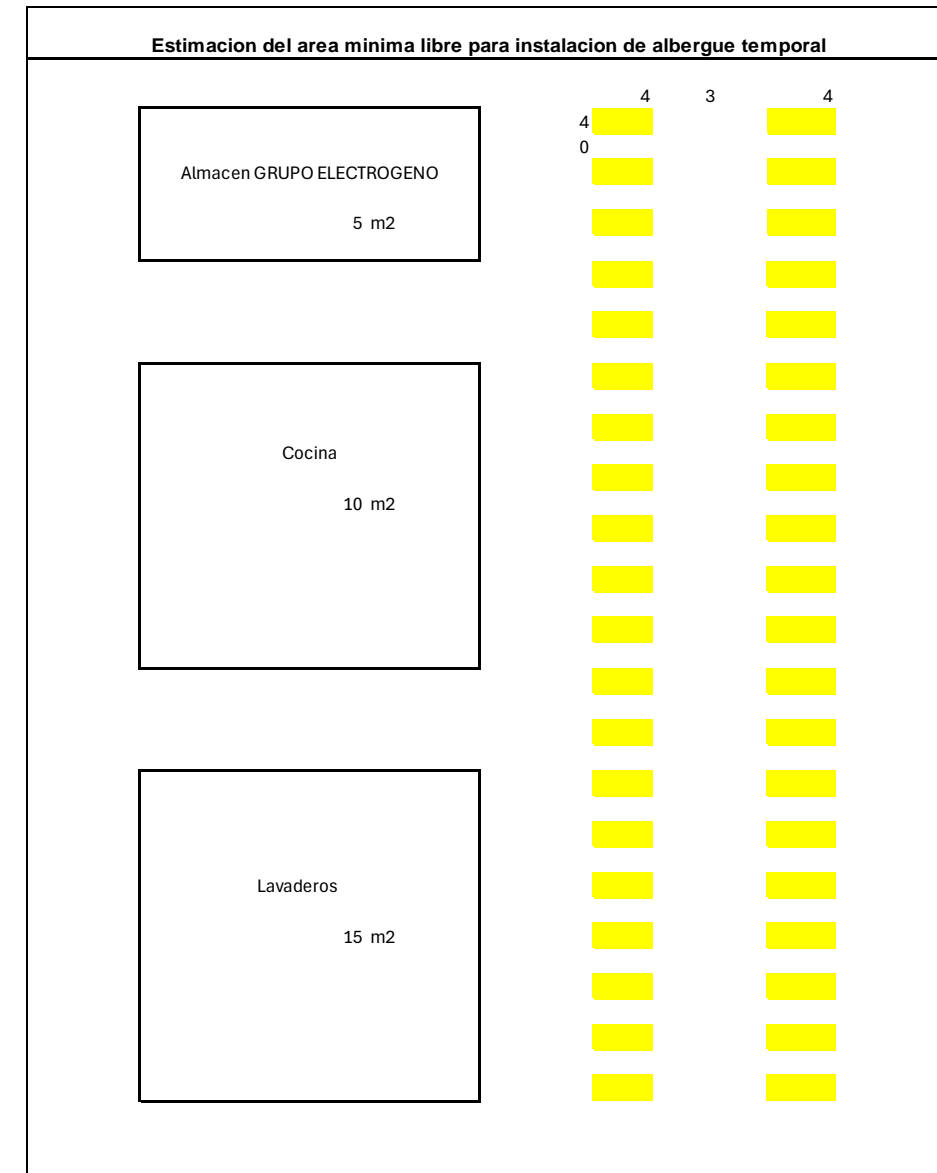 Estimacion del area minima libre para instalacion de albergue temporal
4 3 4
4
0
Almacen GRUPO ELECTROGENO
5 m2
Cocina
10 m2
Lavaderos
15 m2